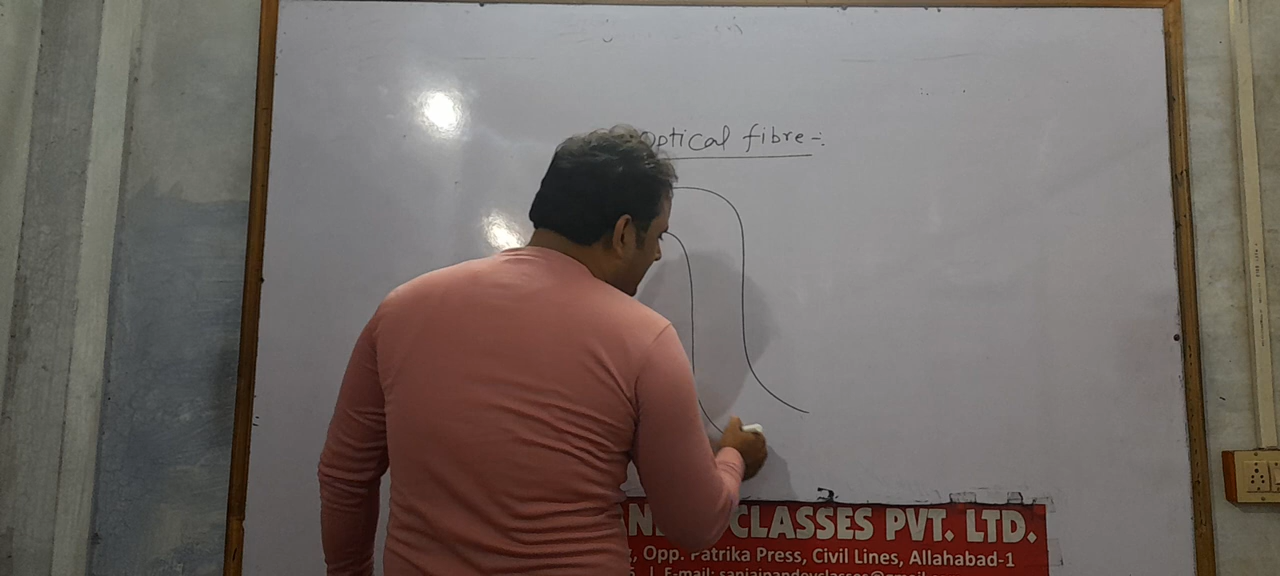 Optical fibre -:
CLASSES PVT. LTD.
Opp. Patrika Press, Civil Lines, Allahabad-1
E-mail: